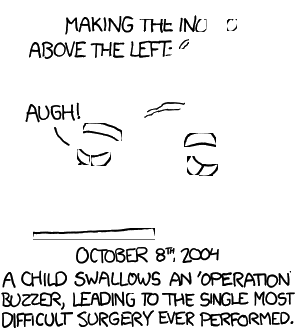 MAKING THE
ABOVE THE LEFT
AUGH!
OCTOBER 8TH, 2004
A CHILD SWALLOWS AN 'OPERATION'
BUZZER, LEADING TO THE SINGLE MOST
DIFFICULT SURGERY EVER PERFORMED.